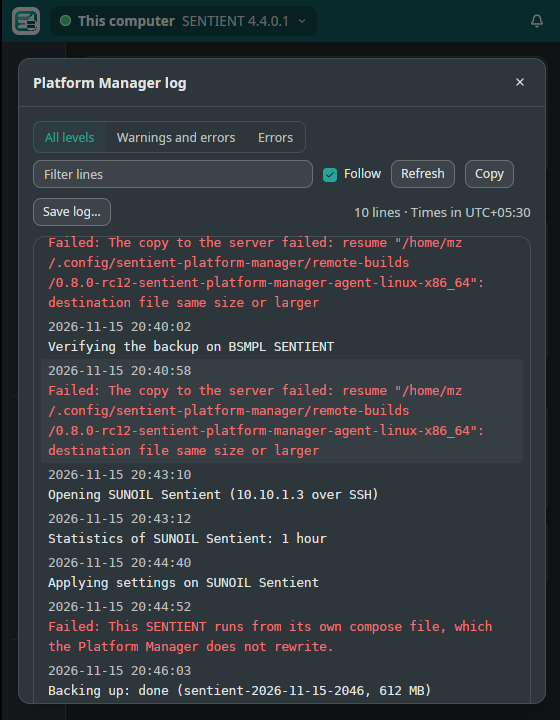 This computer SENTIENT 4.4.0.1
Platform Manager log
All levels Warnings and errors Errors
Filter lines Follow Refresh Copy
Save log... 10 lines · Times in UTC+05:30
Failed: The copy to the server failed: resume "/home/mz
/.config/sentient-platform-manager/remote-builds
/0.8.0-rc12-sentient-platform-manager-agent-linux-x86_64":
destination file same size or larger
2026-11-15 20:40:02
Verifying the backup on BSMPL SENTIENT
2026-11-15 20:40:58
Failed: The copy to the server failed: resume "/home/mz
/.config/sentient-platform-manager/remote-builds
/0.8.0-rc12-sentient-platform-manager-agent-linux-x86_64":
destination file same size or larger
2026-11-15 20:43:10
Opening SUNOIL Sentient (10.10.1.3 over SSH)
2026-11-15 20:43:12
Statistics of SUNOIL Sentient: 1 hour
2026-11-15 20:44:40
Applying settings on SUNOIL Sentient
2026-11-15 20:44:52
Failed: This SENTIENT runs from its own compose file, which
the Platform Manager does not rewrite.
2026-11-15 20:46:03
Backing up: done (sentient-2026-11-15-2046, 612 MB)